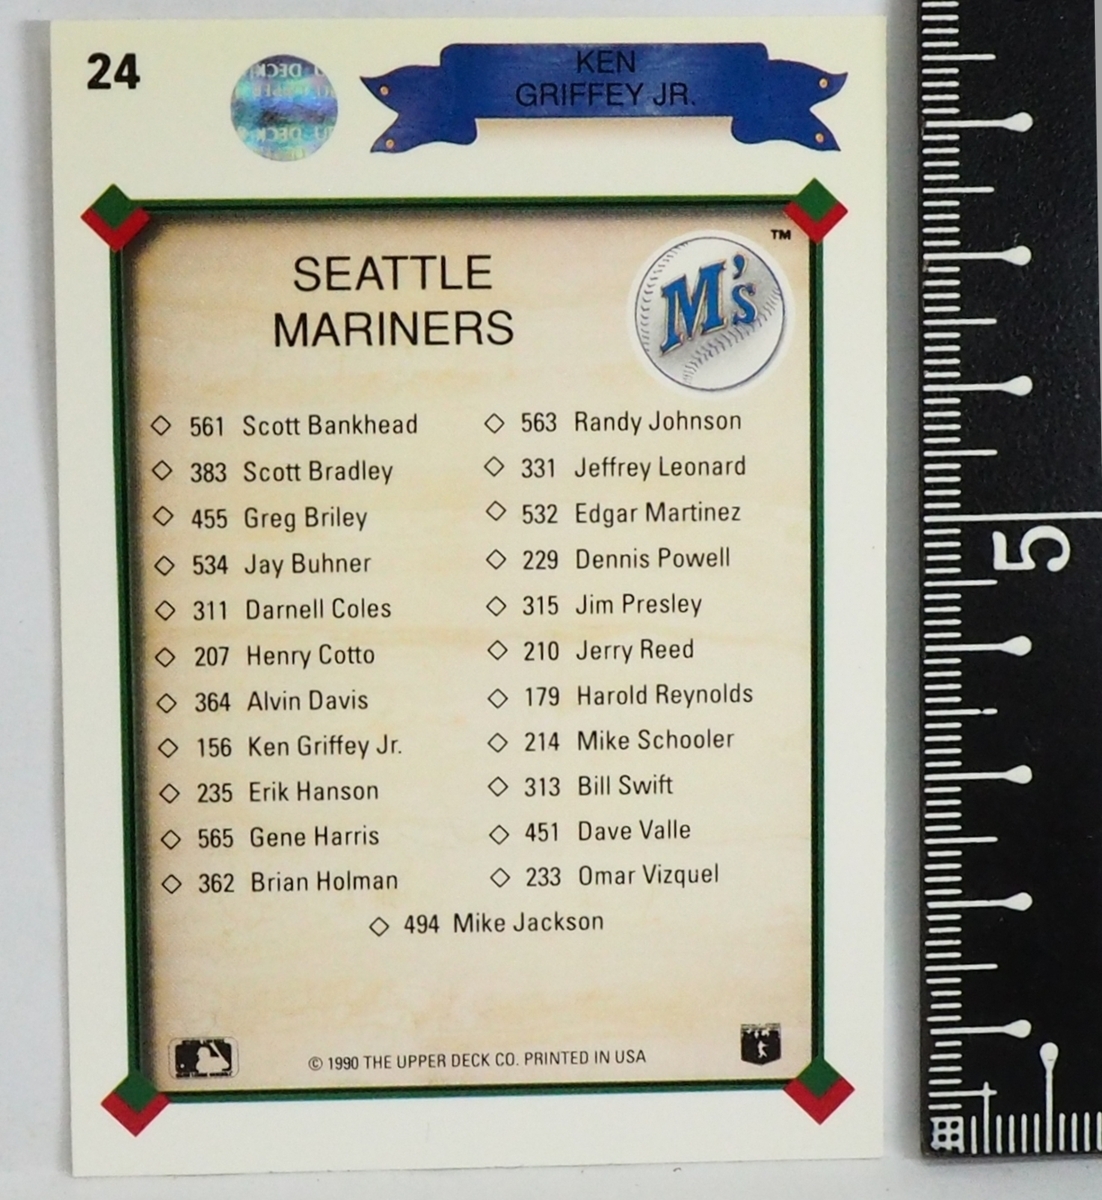 24
KEN
GRIFFEY JR.
SEATTLE
MARINERS
M's
TM
561 Scott Bankhead
383 Scott Bradley
455 Greg Briley
534 Jay Buhner
311 Darnell Coles
207 Henry Cotto
364 Alvin Davis
156 Ken Griffey Jr.
235 Erik Hanson
565 Gene Harris
362 Brian Holman
563 Randy Johnson
331 Jeffrey Leonard
532 Edgar Martinez
229 Dennis Powell
315 Jim Presley
210 Jerry Reed
179 Harold Reynolds
214 Mike Schooler
313 Bill Swift
451 Dave Valle
233 Omar Vizquel
494 Mike Jackson
© 1990 THE UPPER DECK CO. PRINTED IN USA
5